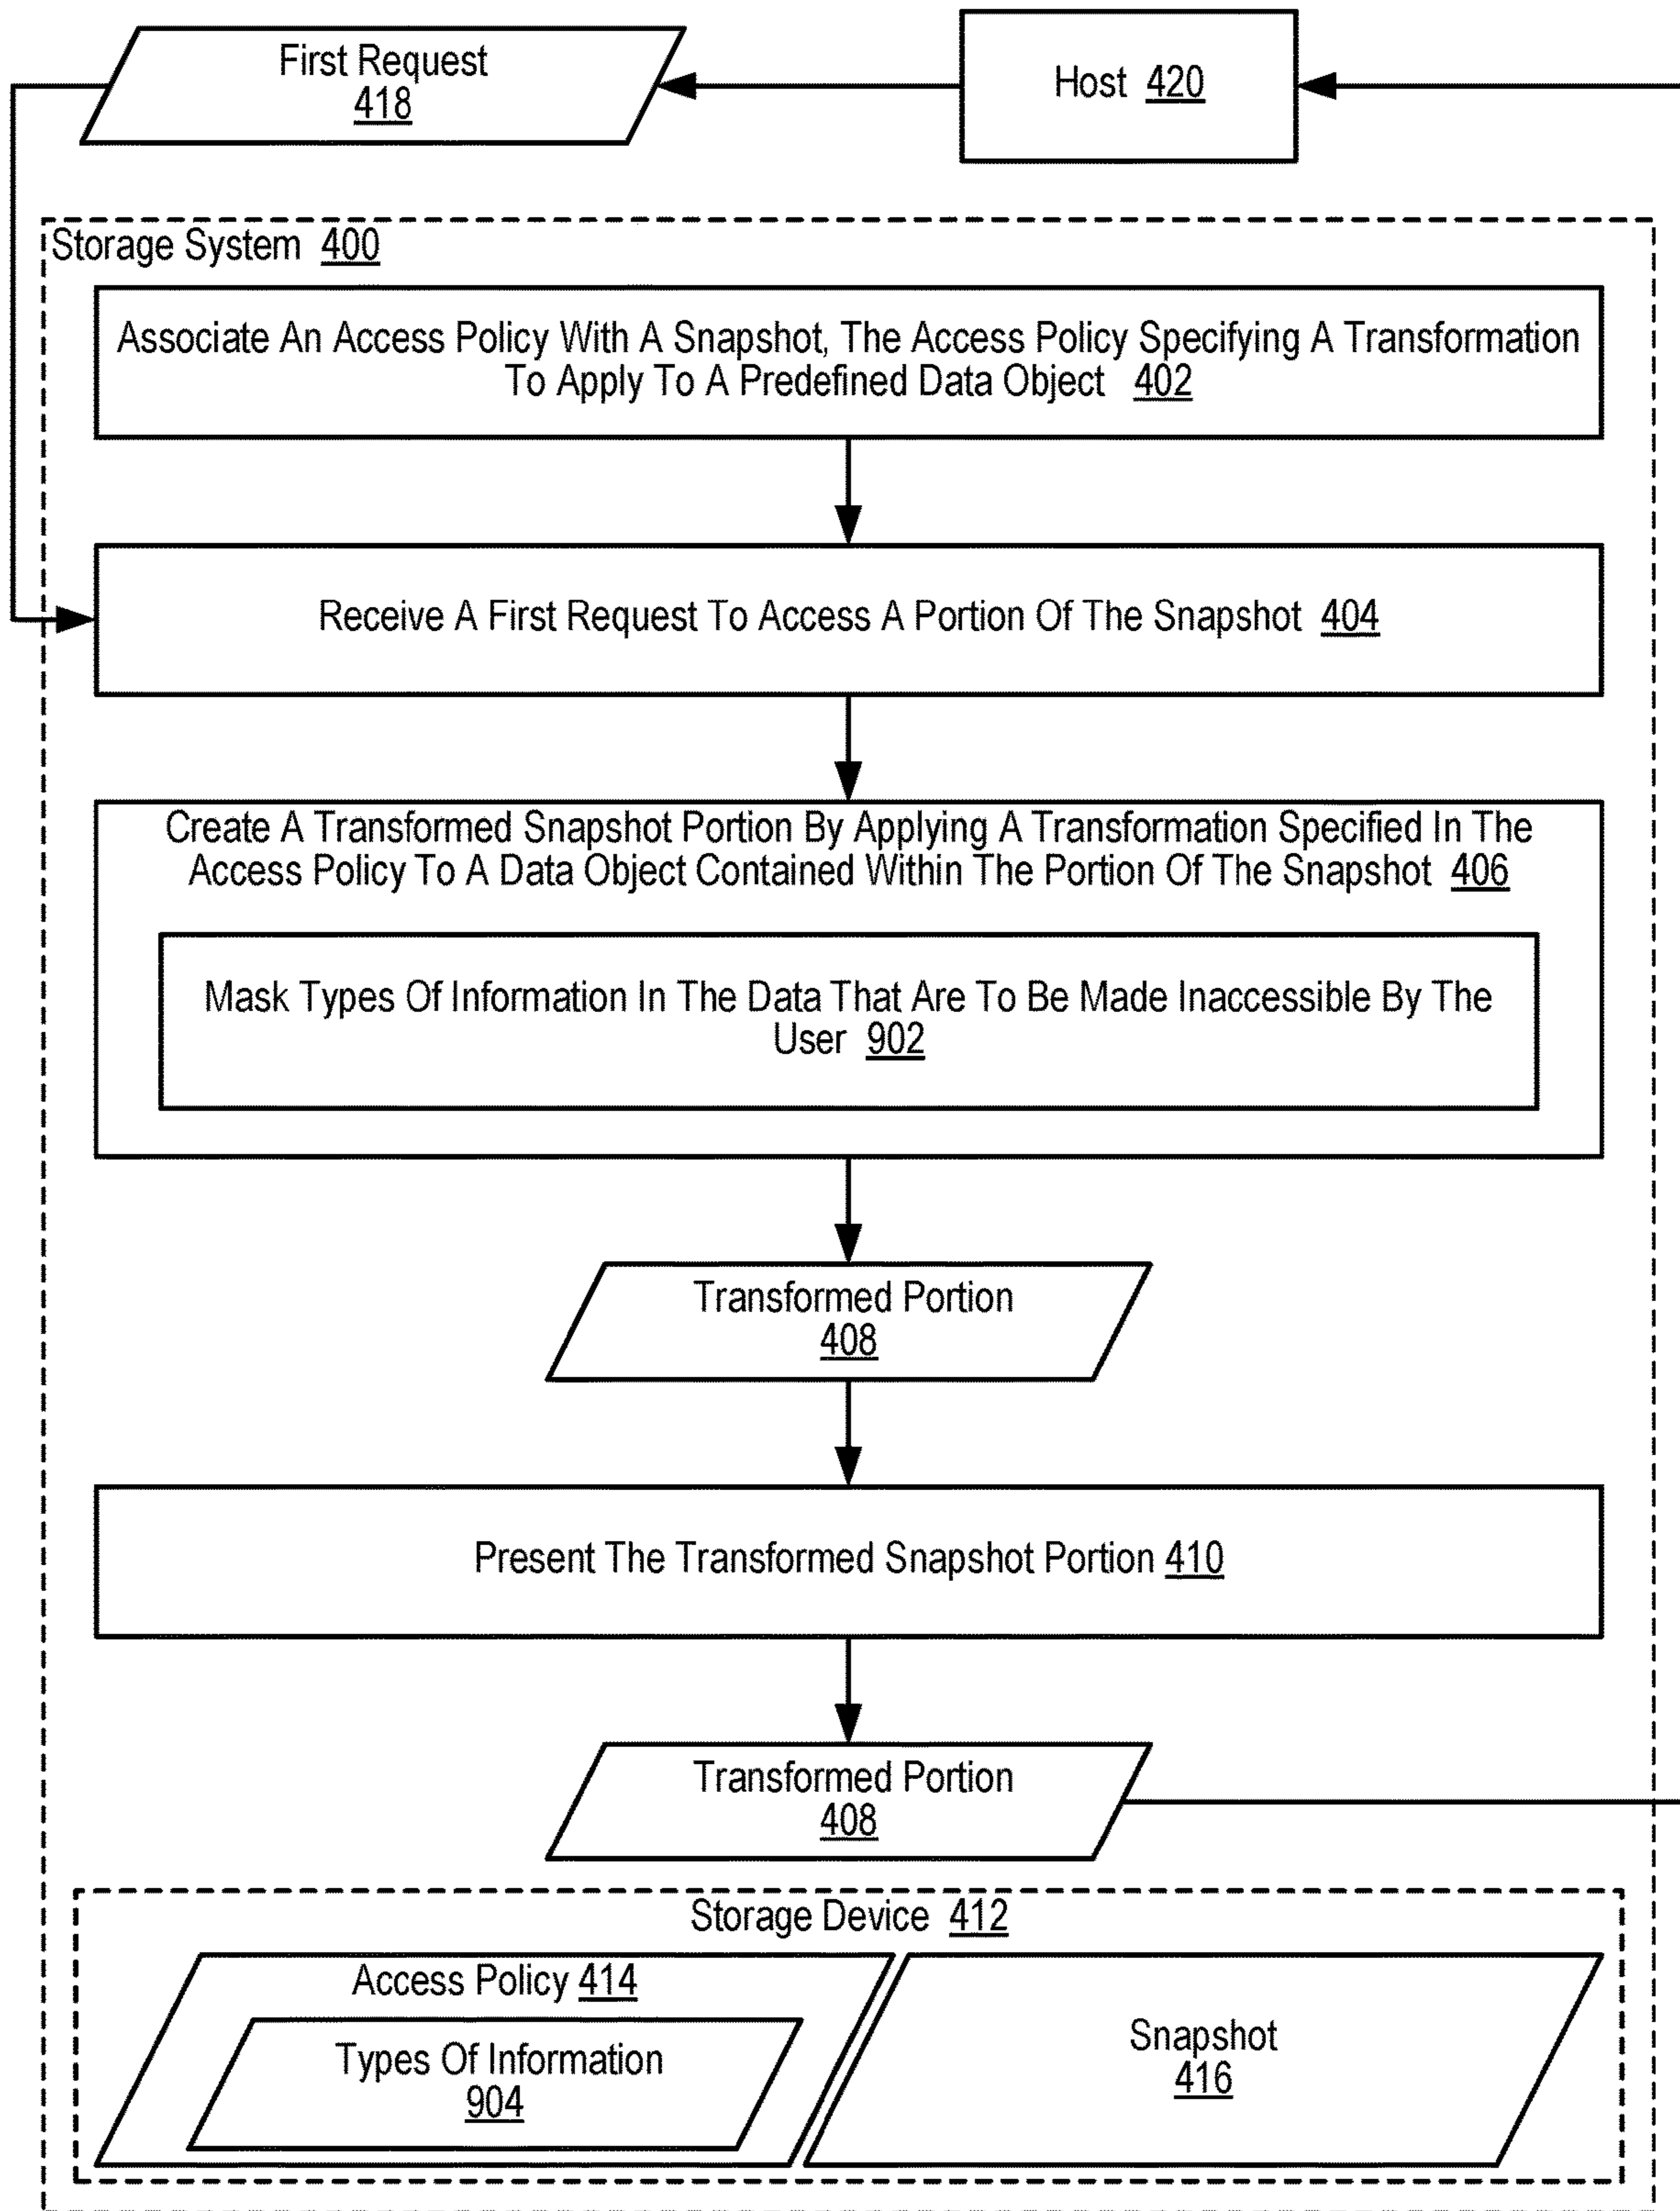 First Request
418
Host 420
Storage System 400
Associate An Access Policy With A Snapshot, The Access Policy Specifying A Transformation
To Apply To A Predefined Data Object 402
Receive A First Request To Access A Portion Of The Snapshot 404
Create A Transformed Snapshot Portion By Applying A Transformation Specified In The
Access Policy To A Data Object Contained Within The Portion Of The Snapshot 406
Mask Types Of Information In The Data That Are To Be Made Inaccessible By The
User 902
Transformed Portion
408
Present The Transformed Snapshot Portion 410
Transformed Portion
408
Storage Device 412
Access Policy 414
Types Of Information
904
Snapshot
416